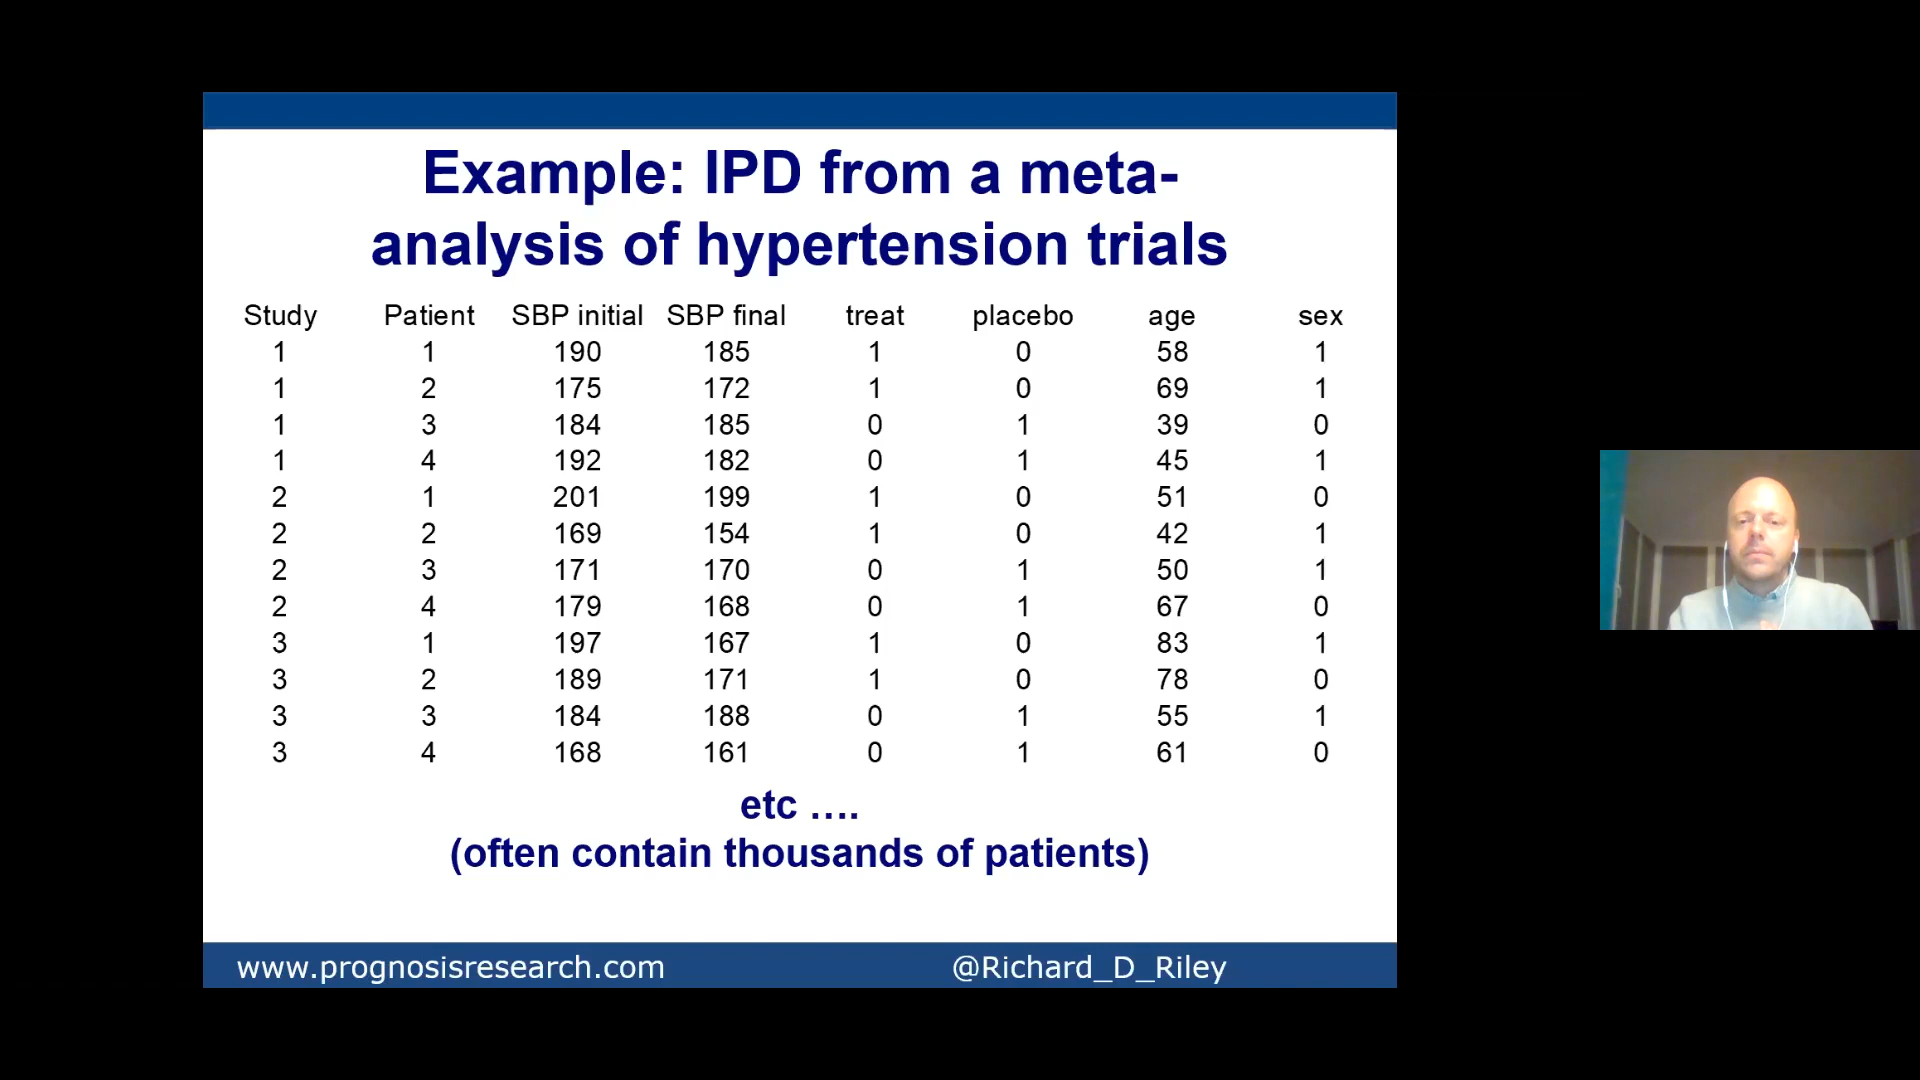 Example: IPD from a meta-
analysis of hypertension trials
Study Patient SBP initial SBP final treat placebo age sex
1 1 190 185 1 0 58 1
1 2 175 172 1 0 69 1
1 3 184 185 0 1 39 0
1 4 192 182 0 1 45 1
2 1 201 199 1 0 51 0
2 2 169 154 1 0 42 1
2 3 171 170 0 1 50 1
2 4 179 168 0 1 67 0
3 1 197 167 1 0 83 1
3 2 189 171 1 0 78 0
3 3 184 188 0 1 55 1
3 4 168 161 0 1 61 0
etc ....
(often contain thousands of patients)
www.prognosisresearch.com @Richard_D_Riley